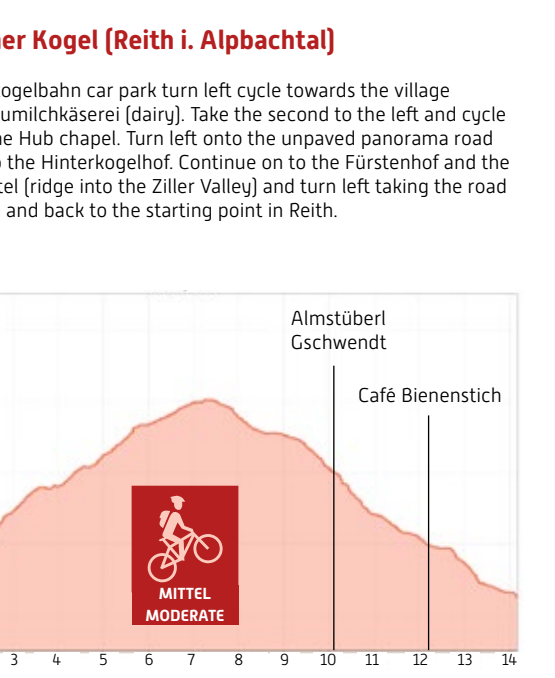 er Kogel (Reith i. Alpbachtal)
ogelbahn car park turn left cycle towards the village
umilchkäserei (dairy). Take the second to the left and cycle
e Hub chapel. Turn left onto the unpaved panorama road
the Hinterkogelhof. Continue on to the Fürstenhof and the
tel (ridge into the Ziller Valley) and turn left taking the road
and back to the starting point in Reith.
Almstüberl
Gschwendt
Café Bienenstich
MITTEL
MODERATE
3 4 5 6 7 8 9 10 11 12 13 14